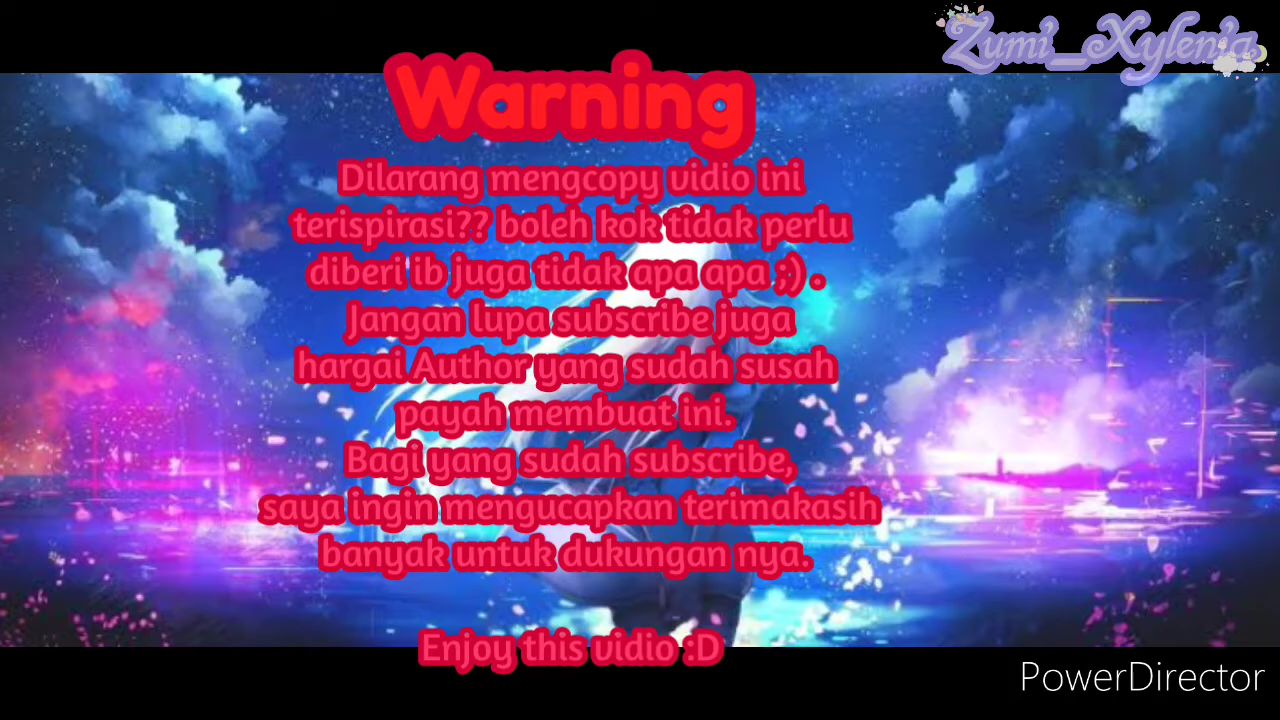 Zumi_Xylenia
Warning
Dilarang mengcopy vidio ini
terispirasi?? boleh kok tidak perlu
diberi ib juga tidak apa apa ;) .
Jangan lupa subscribe juga
hargai Author yang sudah susah
payah membuat ini.
Bagi yang sudah subscribe,
saya ingin mengucapkan terimakasih
banyak untuk dukungan nya.
Enjoy this vidio :D
PowerDirector